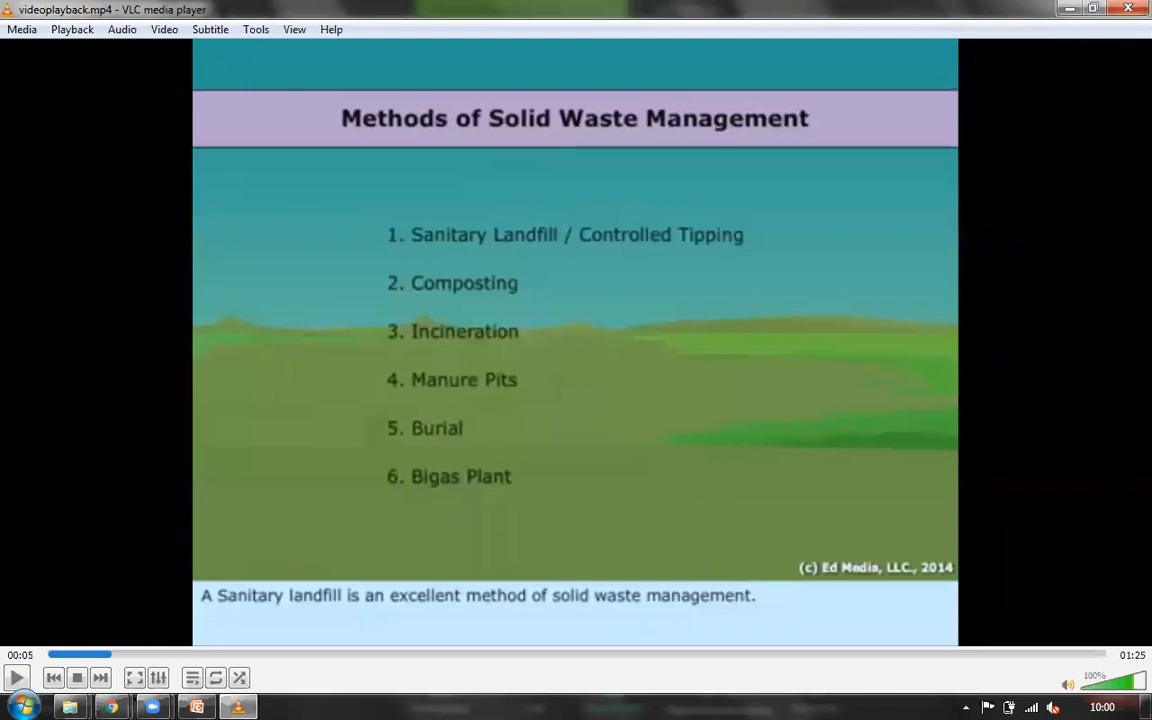 videoplayback.mp4 - VLC media player
Media Playback Audio Video Subtitle Tools View Help
Methods of Solid Waste Management
1. Sanitary Landfill / Controlled Tipping
2. Composting
3. Incineration
4. Manure Pits
5. Burial
6. Bigas Plant
(c) Ed Media, LLC., 2014
A Sanitary landfill is an excellent method of solid waste management.
00:05
01:25
100%
10:00